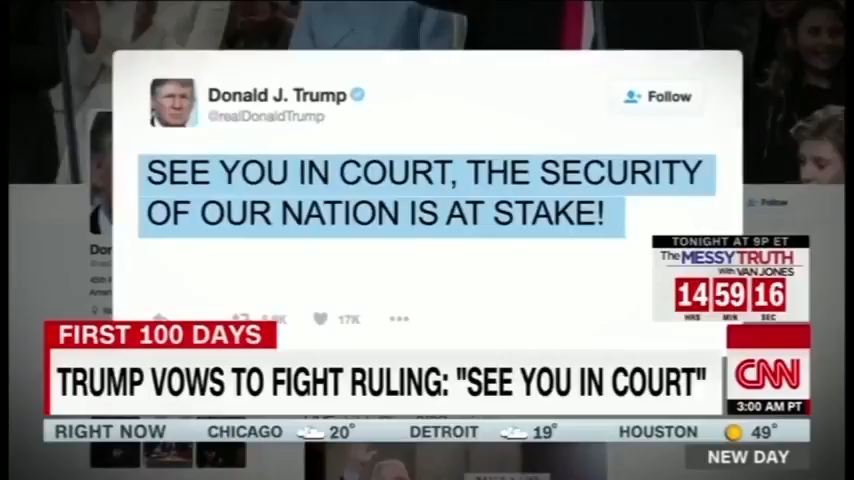 Donald J. Trump
@realDonaldTrump
Follow
SEE YOU IN COURT, THE SECURITY
OF OUR NATION IS AT STAKE!
Follow
17K
TONIGHT AT 9P ET
The MESSY TRUTH
With VAN JONES
14 59 16
HRS MIN SEC
FIRST 100 DAYS
TRUMP VOWS TO FIGHT RULING: "SEE YOU IN COURT"
CNN
3:00 AM PT
RIGHT NOW CHICAGO 20° DETROIT 19° HOUSTON 49°
NEW DAY